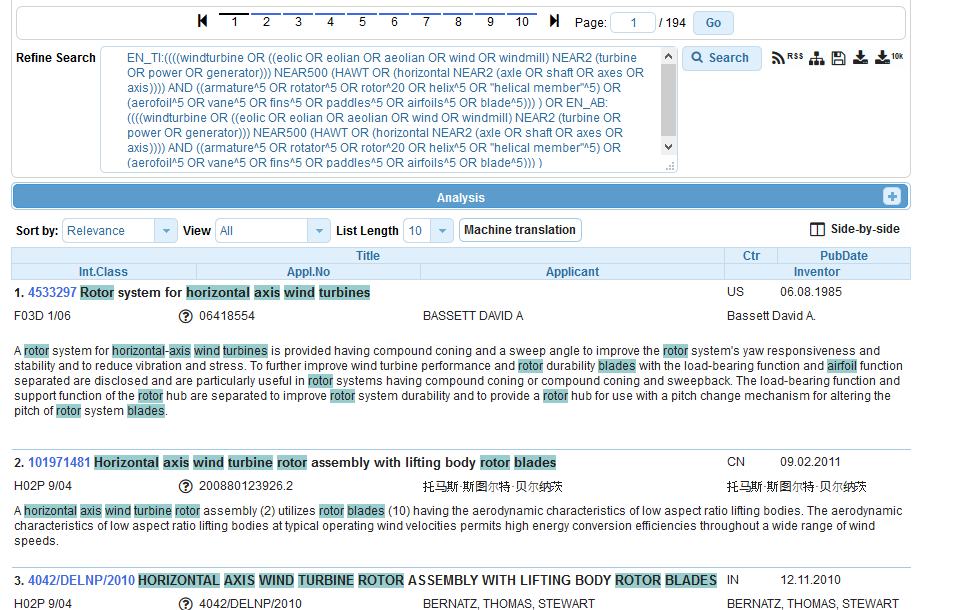 1 2 3 4 5 6 7 8 9 10 Page: 1 / 194 Go
Refine Search
EN_TI:((((windturbine OR ((eolic OR eolian OR aeolian OR wind OR windmill) NEAR2 (turbine
OR power OR generator))) NEAR500 (HAWT OR (horizontal NEAR2 (axle OR shaft OR axes OR
axis)))) AND ((armature^5 OR rotator^5 OR rotor^20 OR helix^5 OR "helical member"^5) OR
(aerofoil^5 OR vane^5 OR fins^5 OR paddles^5 OR airfoils^5 OR blade^5))) ) OR EN_AB:
((((windturbine OR ((eolic OR eolian OR aeolian OR wind OR windmill) NEAR2 (turbine OR
power OR generator))) NEAR500 (HAWT OR (horizontal NEAR2 (axle OR shaft OR axes OR
axis)))) AND ((armature^5 OR rotator^5 OR rotor^20 OR helix^5 OR "helical member"^5) OR
(aerofoil^5 OR vane^5 OR fins^5 OR paddles^5 OR airfoils^5 OR blade^5))) )
Search RSS 10k
Analysis
Sort by: Relevance View All List Length 10 Machine translation Side-by-side
Title Ctr PubDate
Int.Class Appl.No Applicant Inventor
1. 4533297 Rotor system for horizontal axis wind turbines US 06.08.1985
F03D 1/06 06418554 BASSETT DAVID A Bassett David A.
A rotor system for horizontal-axis wind turbines is provided having compound coning and a sweep angle to improve the rotor system's yaw responsiveness and
stability and to reduce vibration and stress. To further improve wind turbine performance and rotor durability blades with the load-bearing function and airfoil function
separated are disclosed and are particularly useful in rotor systems having compound coning or compound coning and sweepback. The load-bearing function and
support function of the rotor hub are separated to improve rotor system durability and to provide a rotor hub for use with a pitch change mechanism for altering the
pitch of rotor system blades.
2. 101971481 Horizontal axis wind turbine rotor assembly with lifting body rotor blades CN 09.02.2011
H02P 9/04 200880123926.2 托马斯·斯图尔特·贝尔纳茨 托马斯·斯图尔特·贝尔纳茨
A horizontal axis wind turbine rotor assembly (2) utilizes rotor blades (10) having the aerodynamic characteristics of low aspect ratio lifting bodies. The aerodynamic
characteristics of low aspect ratio lifting bodies at typical operating wind velocities permits high energy conversion efficiencies throughout a wide range of wind
speeds.
3. 4042/DELNP/2010 HORIZONTAL AXIS WIND TURBINE ROTOR ASSEMBLY WITH LIFTING BODY ROTOR BLADES IN 12.11.2010
H02P 9/04 4042/DELNP/2010 BERNATZ, THOMAS, STEWART BERNATZ, THOMAS, STEWART